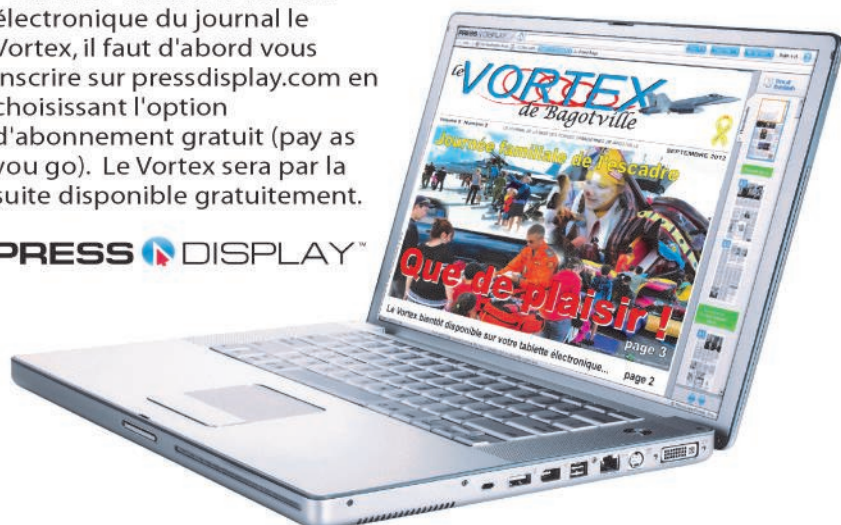 électronique du journal le
Vortex, il faut d'abord vous
inscrire sur pressdisplay.com en
choisissant l'option
d'abonnement gratuit (pay as
you go). Le Vortex sera par la
suite disponible gratuitement.
PRESS DISPLAY™
PRESSDISPLAY
le VORTEX
de Bagotville
SEPTEMBRE 2012
Journée familiale de l'escadre
Que de plaisir !
page 3
Le Vortex bientôt disponible sur votre tablette électronique... page 2